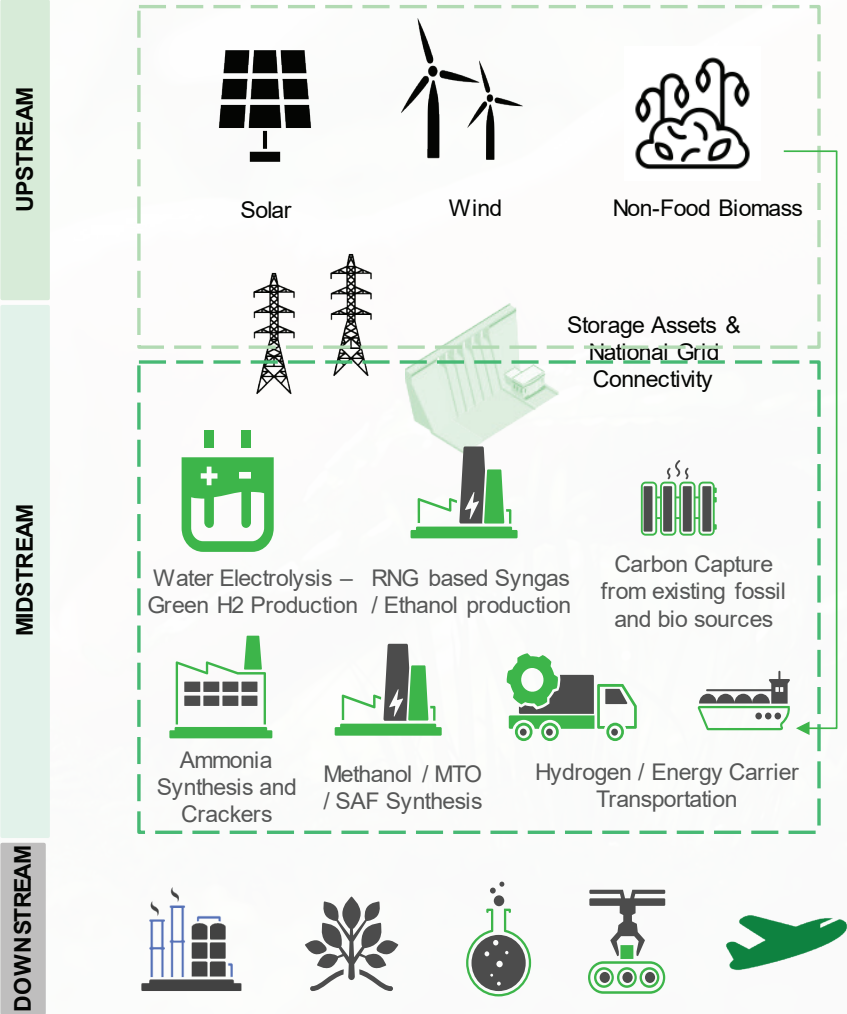 UPSTREAM
Solar
Wind
Non-Food Biomass
Storage Assets &
National Grid
Connectivity
MIDSTREAM
Water Electrolysis –
Green H2 Production
RNG based Syngas
/ Ethanol production
Carbon Capture
from existing fossil
and bio sources
Ammonia
Synthesis and
Crackers
Methanol / MTO
/ SAF Synthesis
Hydrogen / Energy Carrier
Transportation
DOWNSTREAM